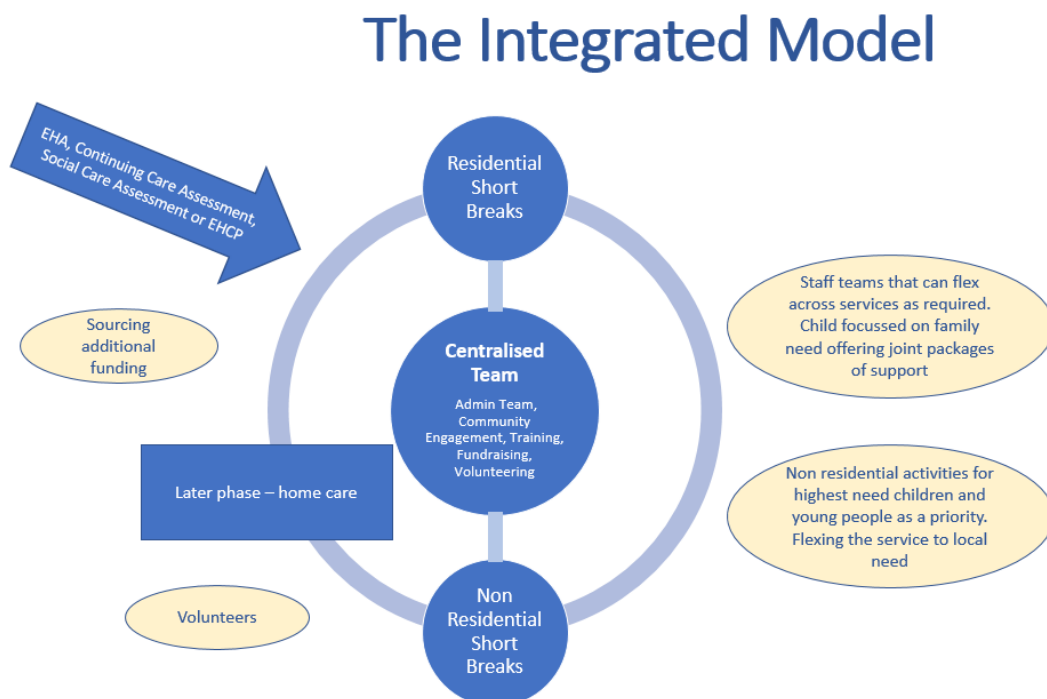 The Integrated Model
EHA, Continuing Care Assessment,
Social Care Assessment or EHCP
Residential
Short
Breaks
Sourcing
additional
funding
Centralised
Team
Admin Team,
Community
Engagement, Training,
Fundraising,
Volunteering
Staff teams that can flex
across services as required.
Child focussed on family
need offering joint packages
of support
Later phase – home care
Non residential activities for
highest need children and
young people as a priority.
Flexing the service to local
need
Volunteers
Non
Residential
Short
Breaks